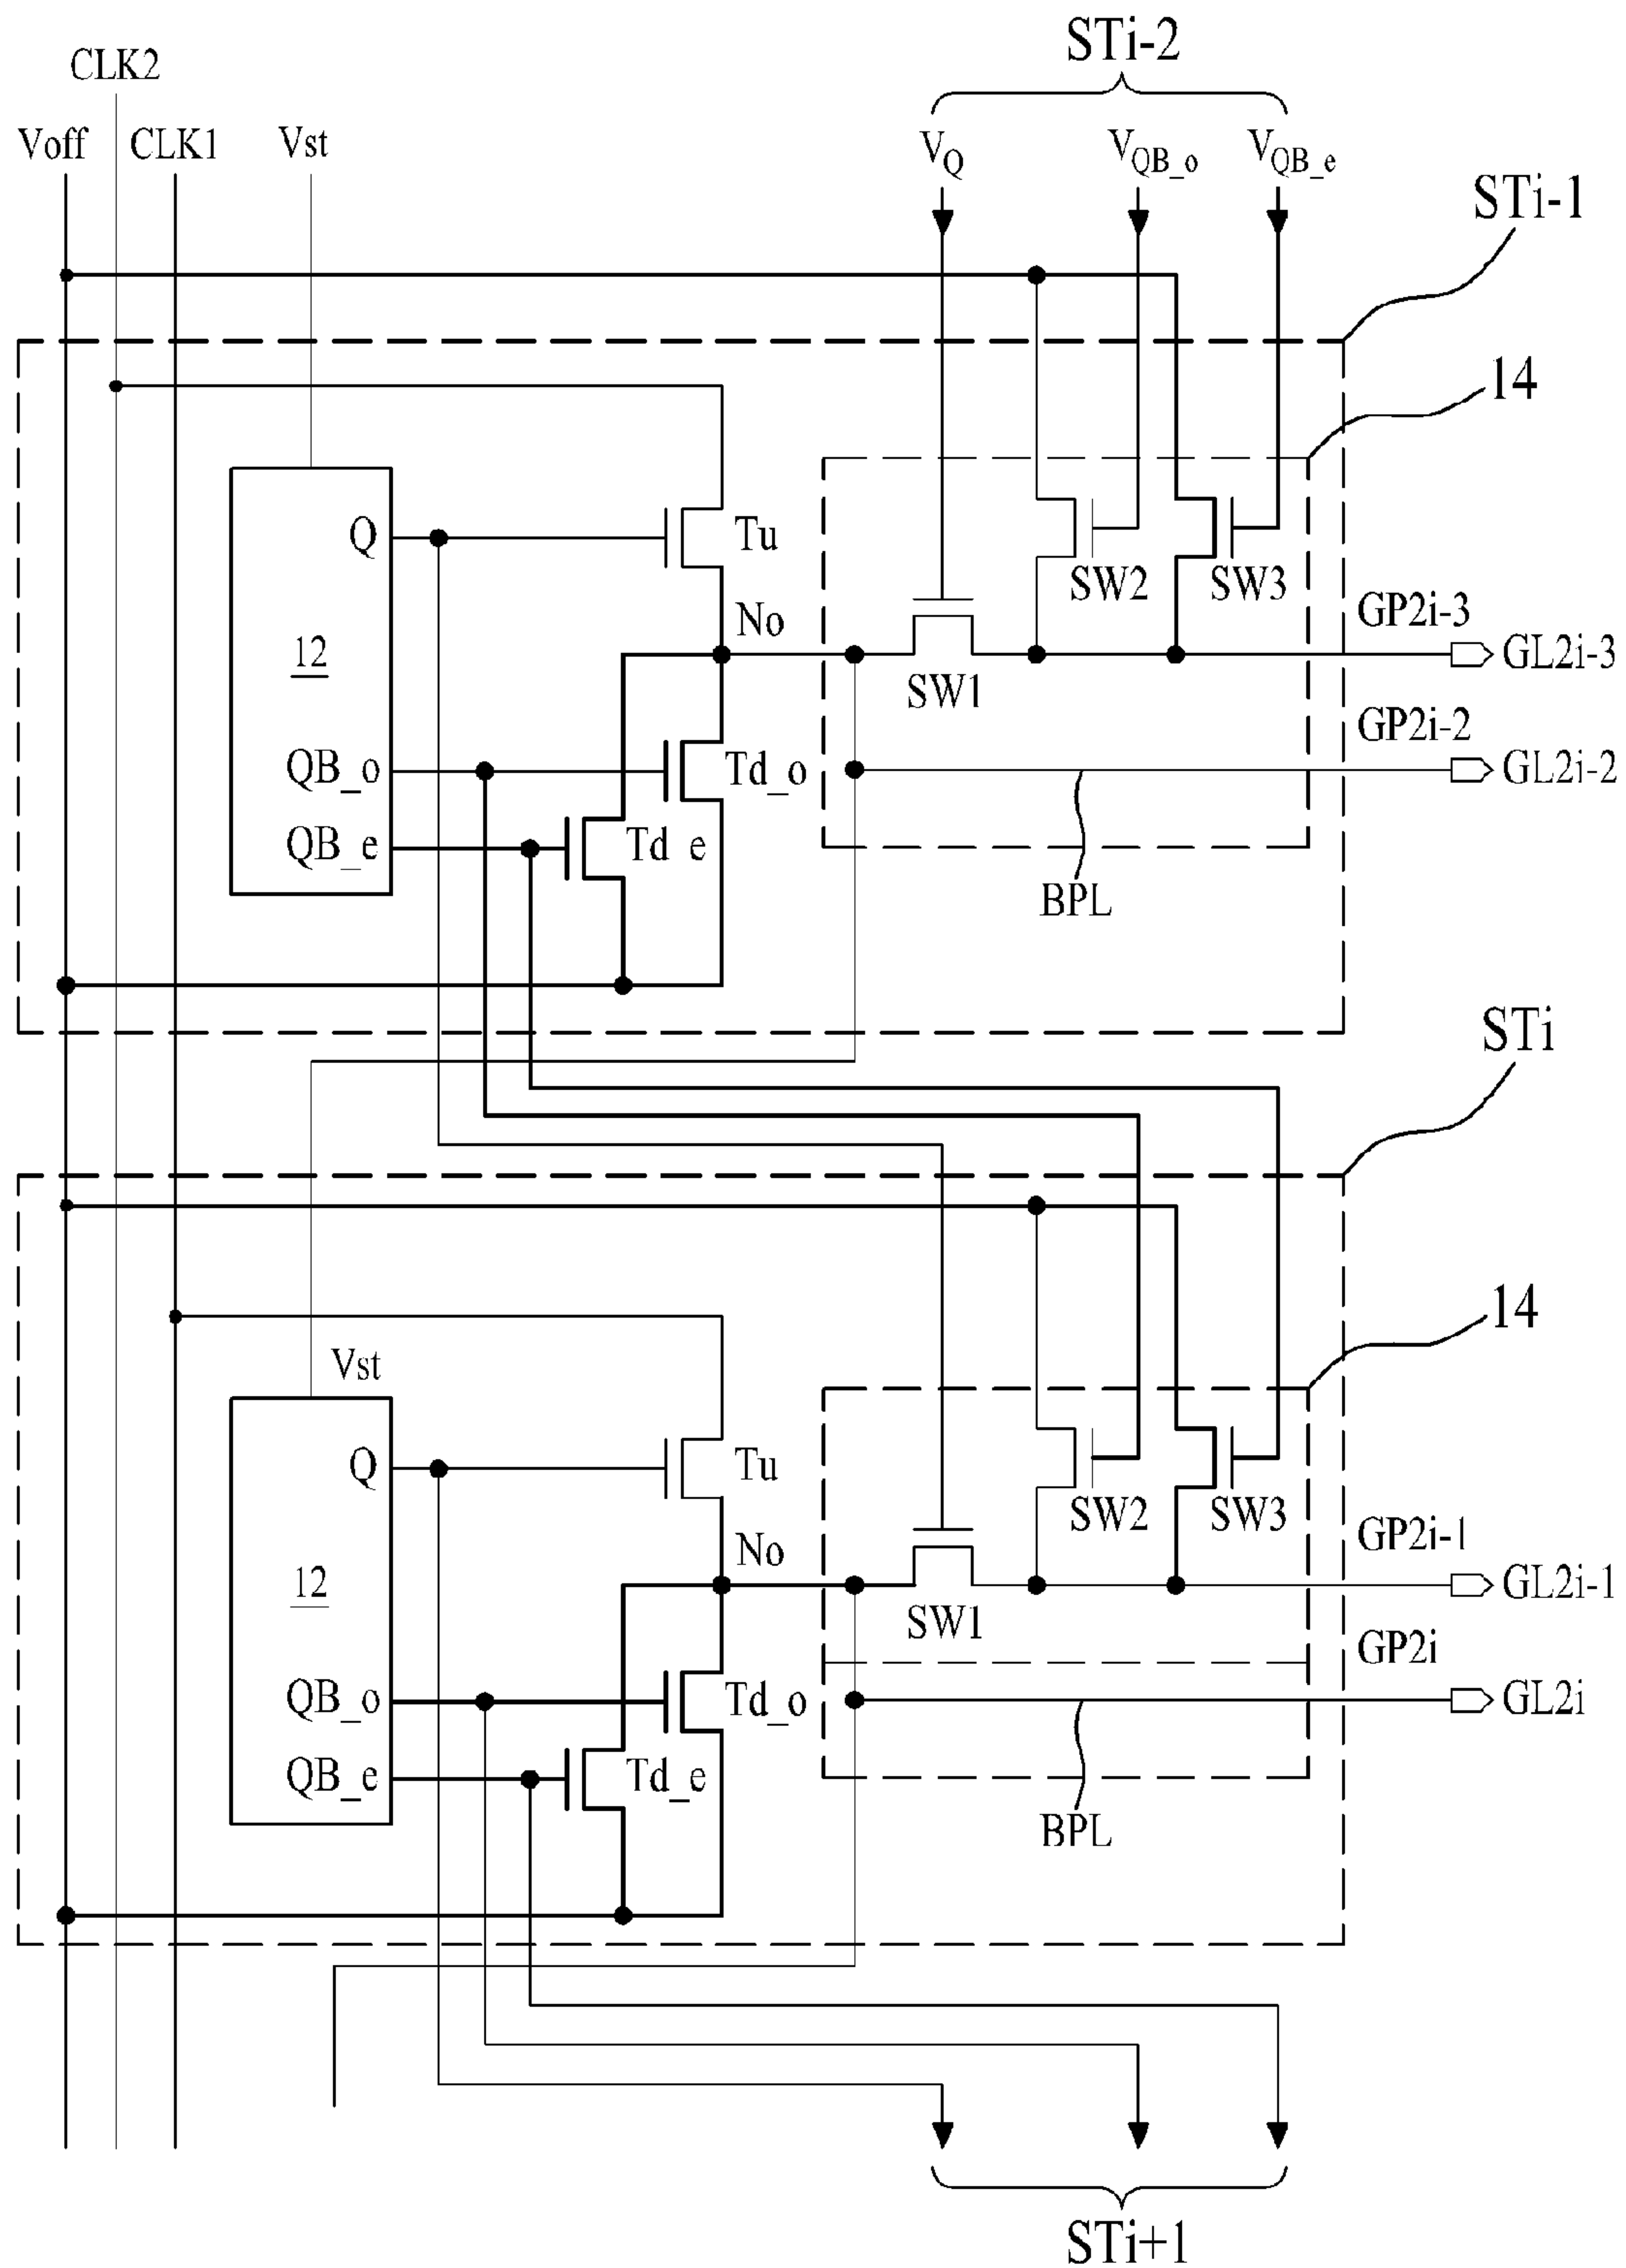 STi-2
CLK2
Voff CLK1 Vst
VQ VQB_o VQB_e
STi-1
14
Q
Tu
SW2 SW3
No
GP2i-3
12
GL2i-3
SW1
GP2i-2
QB_o
Td_o
GL2i-2
QB_e
Td e
BPL
STi
14
Vst
Q
Tu
SW2 SW3
No
GP2i-1
12
GL2i-1
SW1
GP2i
QB_o
Td_o
GL2i
QB_e
Td_e
BPL
STi+1